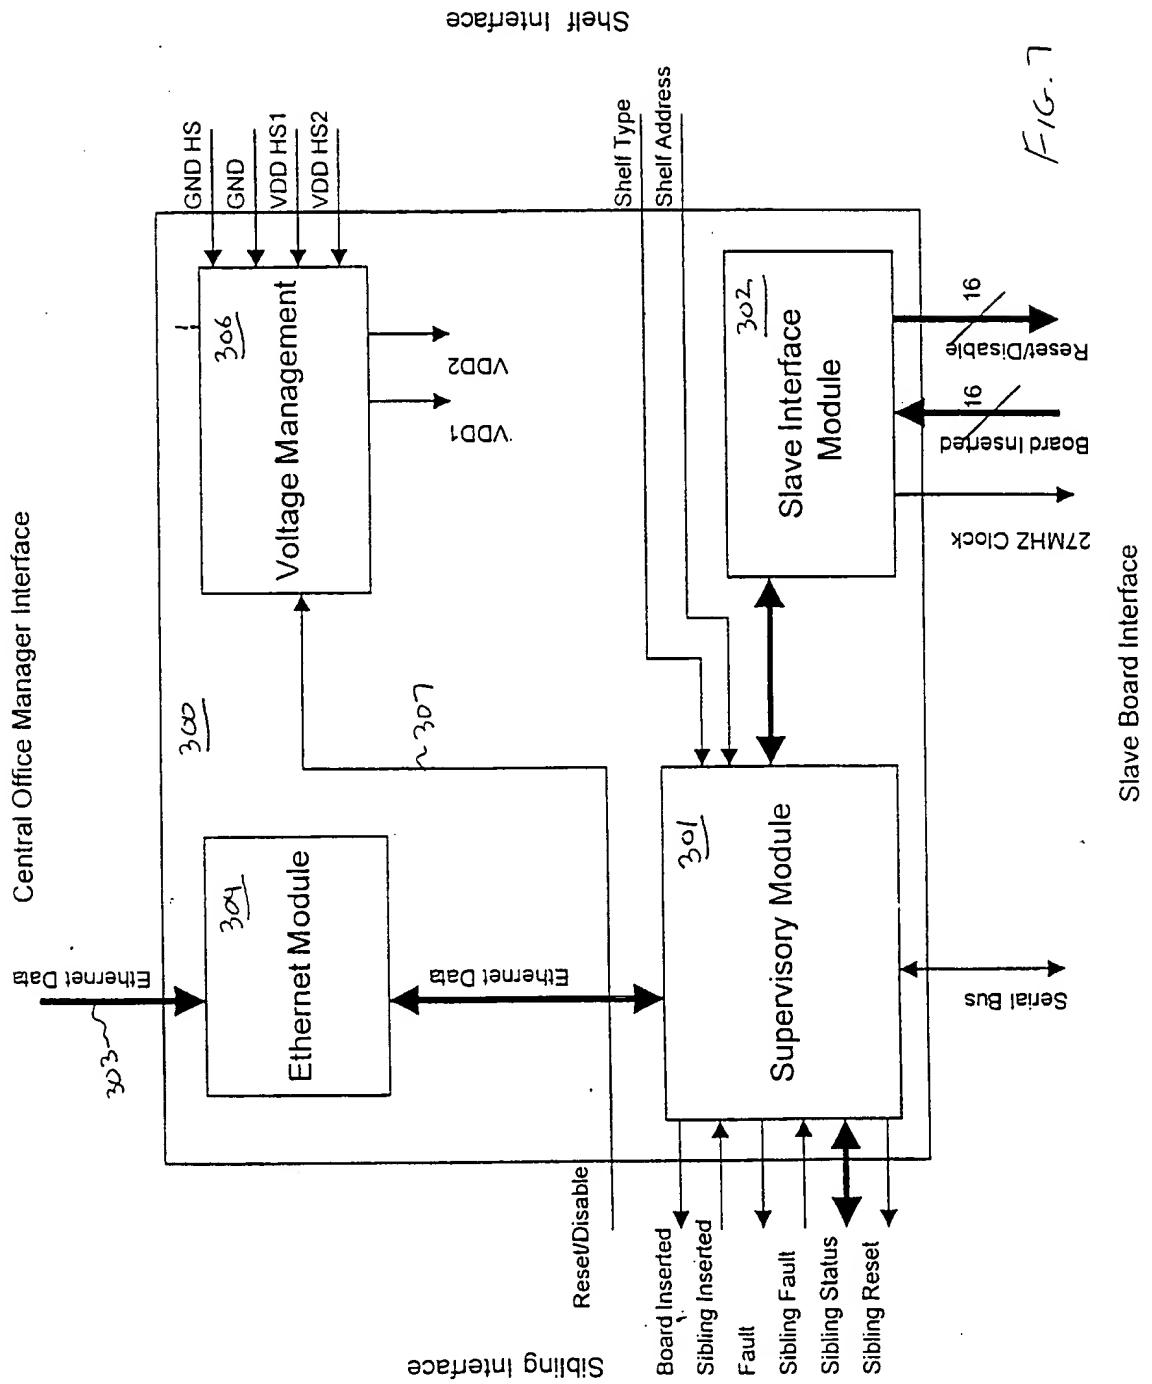 Central Office Manager Interface
Shelf Interface
Sibling Interface
Slave Board Interface
Ethernet Data
303
300
304
Ethernet Module
Ethernet Data
306
Voltage Management
GND HS
GND
VDD HS1
VDD HS2
VDD2
VDD1
307
Shelf Type
Shelf Address
Reset/Disable
Board Inserted
Sibling Inserted
Fault
Sibling Fault
Sibling Status
Sibling Reset
301
Supervisory Module
Serial Bus
302
Slave Interface
Module
16
Reset/Disable
16
Board Inserted
27MHZ Clock
FIG. 7